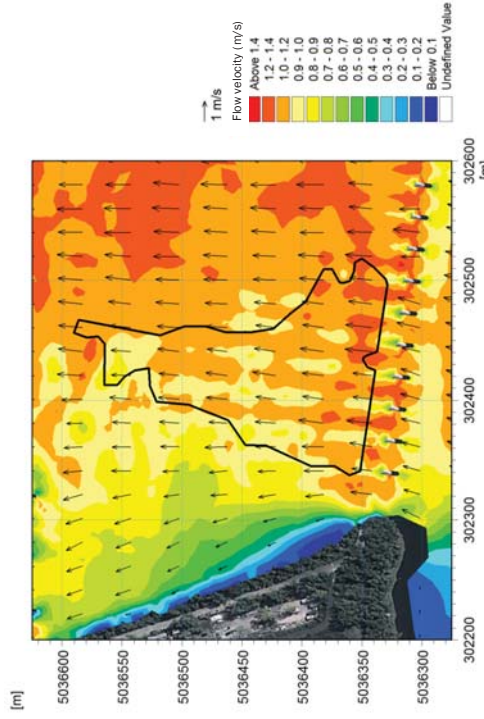 [m]
5036600
5036550
5036500
5036450
5036400
5036350
5036300
302200
302300
302400
302500
302600
[m]
1 m/s
Flow velocity (m/s)
Above 1.4
1.2 - 1.4
1.0 - 1.2
0.9 - 1.0
0.8 - 0.9
0.7 - 0.8
0.6 - 0.7
0.5 - 0.6
0.4 - 0.5
0.3 - 0.4
0.2 - 0.3
0.1 - 0.2
Below 0.1
Undefined Value